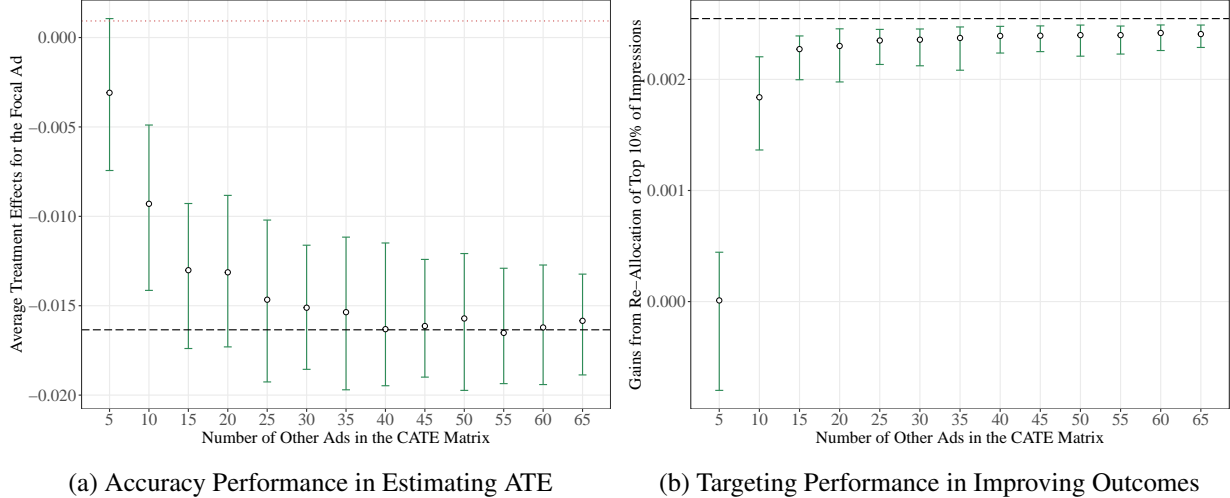 Average Treatment Effects for the Focal Ad
0.000
−0.005
−0.010
−0.015
−0.020
5 10 15 20 25 30 35 40 45 50 55 60 65
Number of Other Ads in the CATE Matrix
(a) Accuracy Performance in Estimating ATE
Gains from Re−Allocation of Top 10% of Impressions
0.002
0.001
0.000
5 10 15 20 25 30 35 40 45 50 55 60 65
Number of Other Ads in the CATE Matrix
(b) Targeting Performance in Improving Outcomes